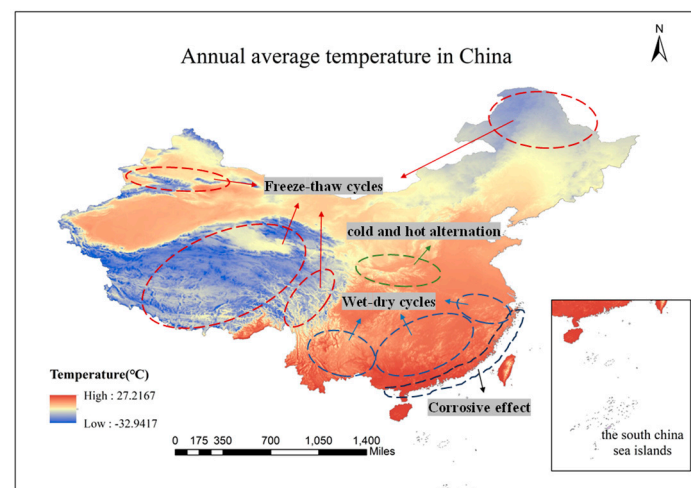 Annual average temperature in China
N
Freeze-thaw cycles
cold and hot alternation
Wet-dry cycles
Corrosive effect
Temperature(℃)
High : 27.2167
Low : -32.9417
0 175 350 700 1,050 1,400
Miles
the south china
sea islands